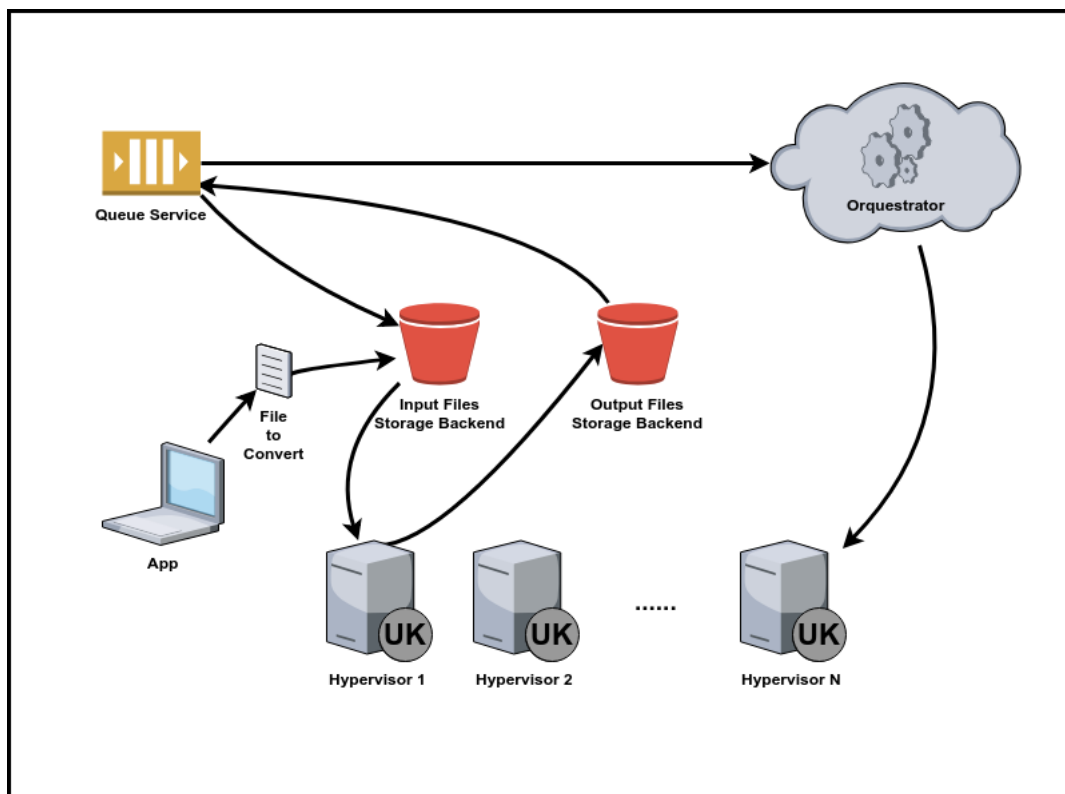 Queue Service
Orquestrator
Input Files
Storage Backend
Output Files
Storage Backend
File
to
Convert
App
......
UK
UK
UK
Hypervisor 1
Hypervisor 2
Hypervisor N